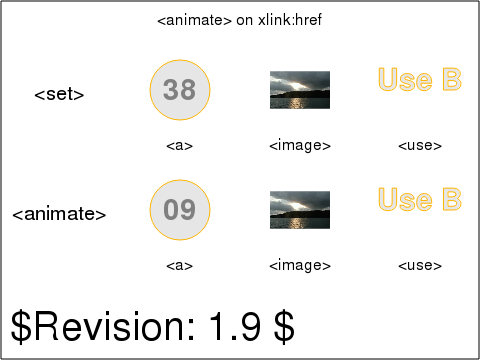 <animate> on xlink:href
<set>
38
Use B
<a>
<image>
<use>
<animate>
09
Use B
<a>
<image>
<use>
$Revision: 1.9 $